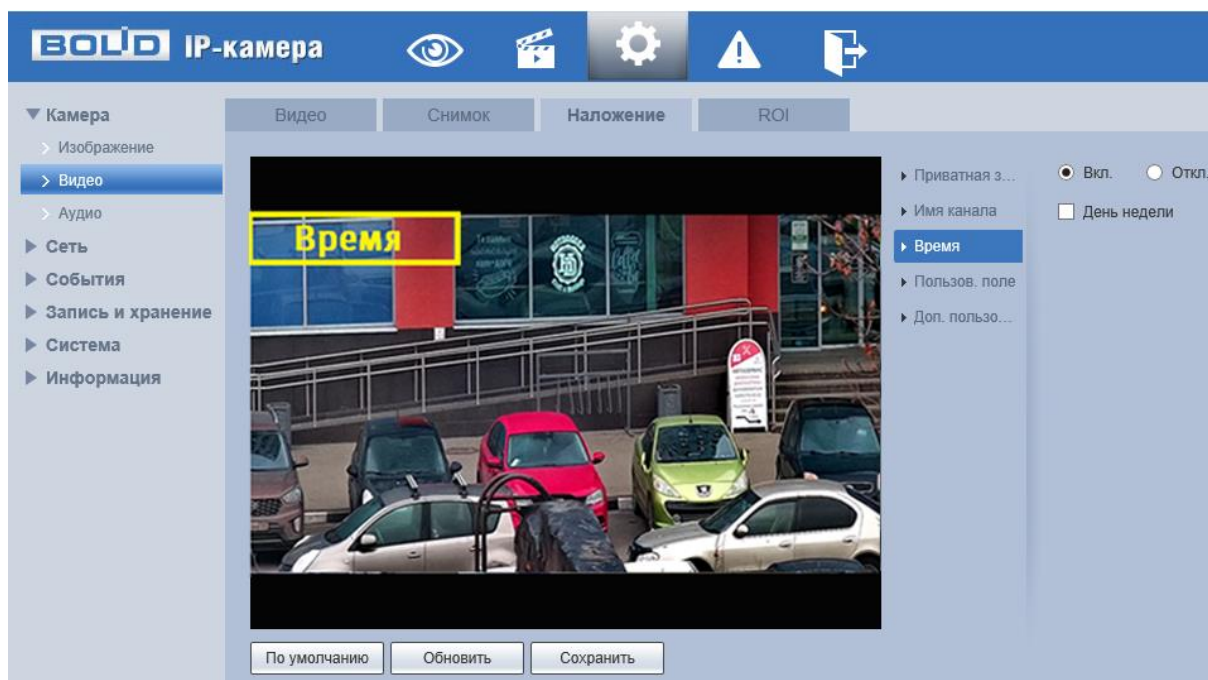 BOLID IP-камера
Камера
Изображение
Видео
Аудио
Сеть
События
Запись и хранение
Система
Информация
Видео Снимок Наложение ROI
Время
Приватная з...
Имя канала
Время
Пользов. поле
Доп. пользо...
Вкл. Откл.
День недели
По умолчанию Обновить Сохранить